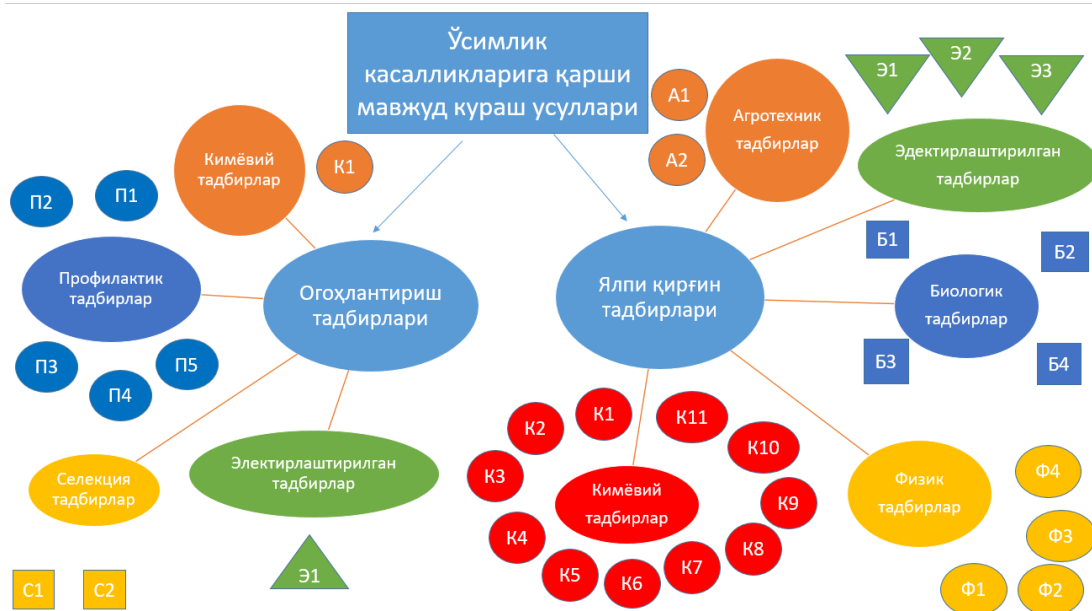 Ўсимлик
касалликларига қарши
мавжуд кураш усуллари
Кимёвий
тадбирлар
К1
П2
П1
Профилактик
тадбирлар
П3
П4
П5
Огоҳлантириш
тадбирлари
Селекция
тадбирлар
С1
С2
Электирлаштирилган
тадбирлар
Э1
А1
А2
Агротехник
тадбирлар
Э1
Э2
Э3
Эдектирлаштирилган
тадбирлар
Ялпи қирғин
тадбирлари
Б1
Б2
Биологик
тадбирлар
Б3
Б4
К1
К2
К3
К4
К5
К6
К7
К8
К9
К10
К11
Кимёвий
тадбирлар
Физик
тадбирлар
Ф4
Ф3
Ф1
Ф2